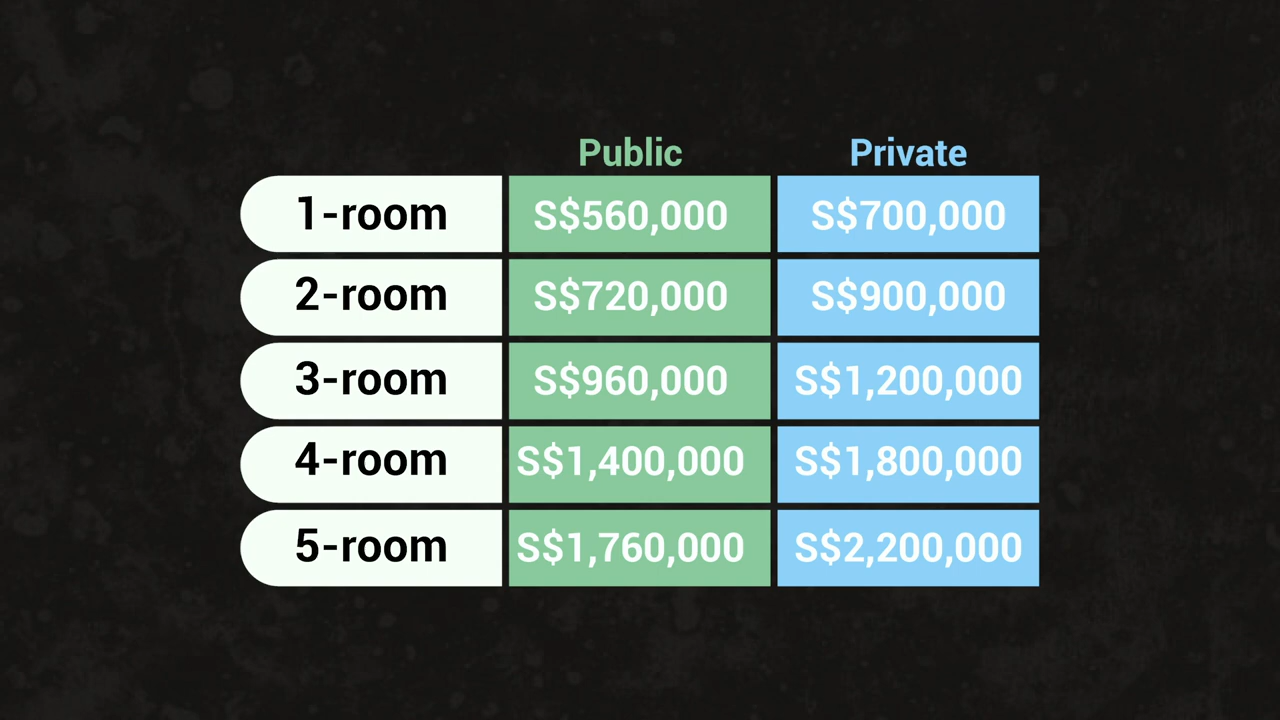 Public Private
1-room S$560,000 S$700,000
2-room S$720,000 S$900,000
3-room S$960,000 S$1,200,000
4-room S$1,400,000 S$1,800,000
5-room S$1,760,000 S$2,200,000